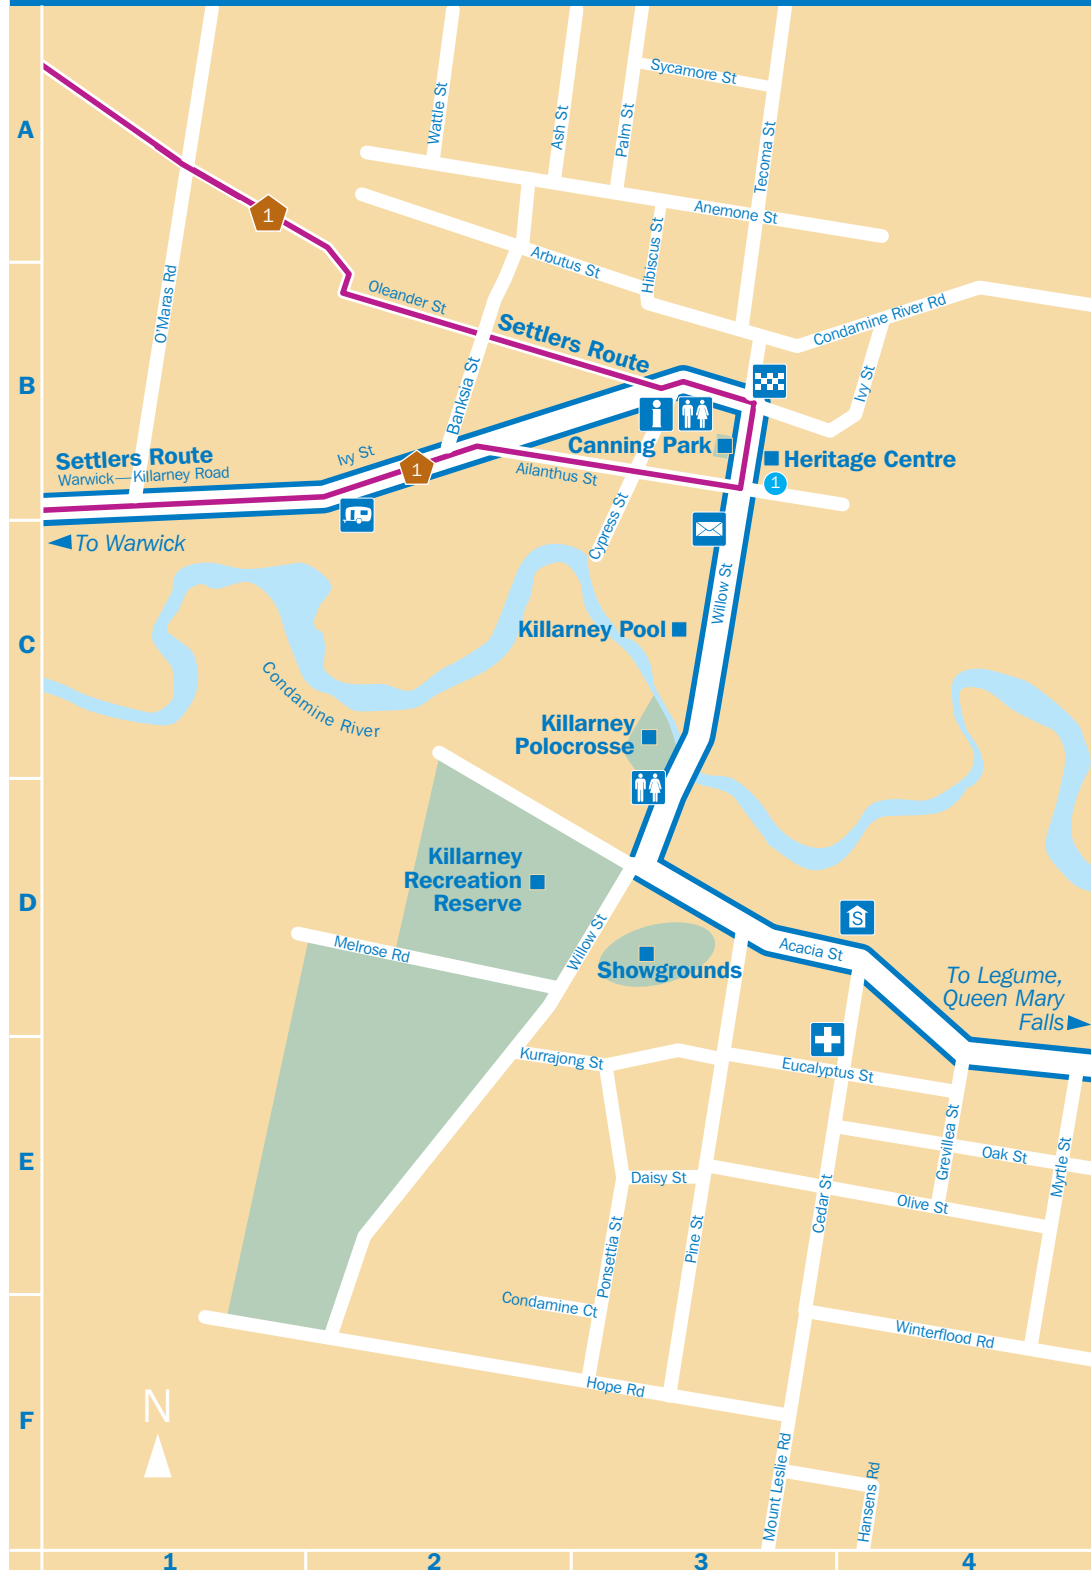 A
B
C
D
E
F
1
2
3
4
Sycamore St
Wattle St
Ash St
Palm St
Tecoma St
Anemone St
Hibiscus St
Arbutus St
1
O'Maras Rd
Oleander St
Condamine River Rd
Settlers Route
Banksia St
Ivy St
Canning Park
Heritage Centre
1
Settlers Route
Warwick—Killarney Road
Ivy St
1
Ailanthus St
Cypress St
To Warwick
Willow St
Killarney Pool
Condamine River
Killarney
Polocrosse
Killarney
Recreation
Reserve
Melrose Rd
Willow St
Showgrounds
S
Acacia St
To Legume,
Queen Mary
Falls
Kurrajong St
Eucalyptus St
Grevillea St
Oak St
Myrtle St
Daisy St
Olive St
Cedar St
Ponsettia St
Pine St
Condamine Ct
Winterflood Rd
Hope Rd
N
Mount Leslie Rd
Hansens Rd